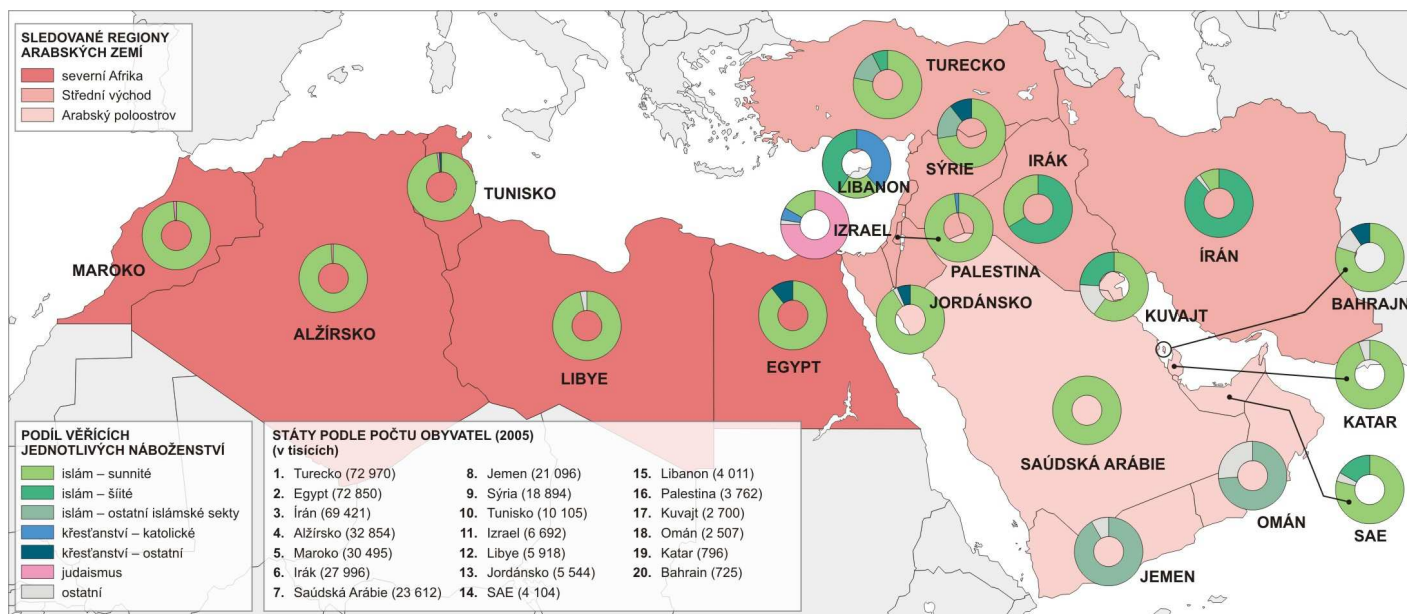 SLEDOVANÉ REGIONY
ARABSKÝCH ZEMÍ
severní Afrika
Střední východ
Arabský poloostrov
TURECKO
SÝRIE
IRÁK
LIBANON
TUNISKO
IZRAEL
ÍRÁN
MAROKO
PALESTINA
JORDÁNSKO
KUVAJT
BAHRAJN
ALŽÍRSKO
LIBYE
EGYPT
KATAR
SAÚDSKÁ ARÁBIE
OMÁN
SAE
JEMEN
PODÍL VĚŘÍCÍCH
JEDNOTLIVÝCH NÁBOŽENSTVÍ
islám – sunnité
islám – šíité
islám – ostatní islámské sekty
křesťanství – katolické
křesťanství – ostatní
judaismus
ostatní
STÁTY PODLE POČTU OBYVATEL (2005)
(v tisících)
1. Turecko (72 970)
2. Egypt (72 850)
3. Írán (69 421)
4. Alžírsko (32 854)
5. Maroko (30 495)
6. Irák (27 996)
7. Saúdská Arábie (23 612)
8. Jemen (21 096)
9. Sýria (18 894)
10. Tunisko (10 105)
11. Izrael (6 692)
12. Libye (5 918)
13. Jordánsko (5 544)
14. SAE (4 104)
15. Libanon (4 011)
16. Palestina (3 762)
17. Kuvajt (2 700)
18. Omán (2 507)
19. Katar (796)
20. Bahrain (725)